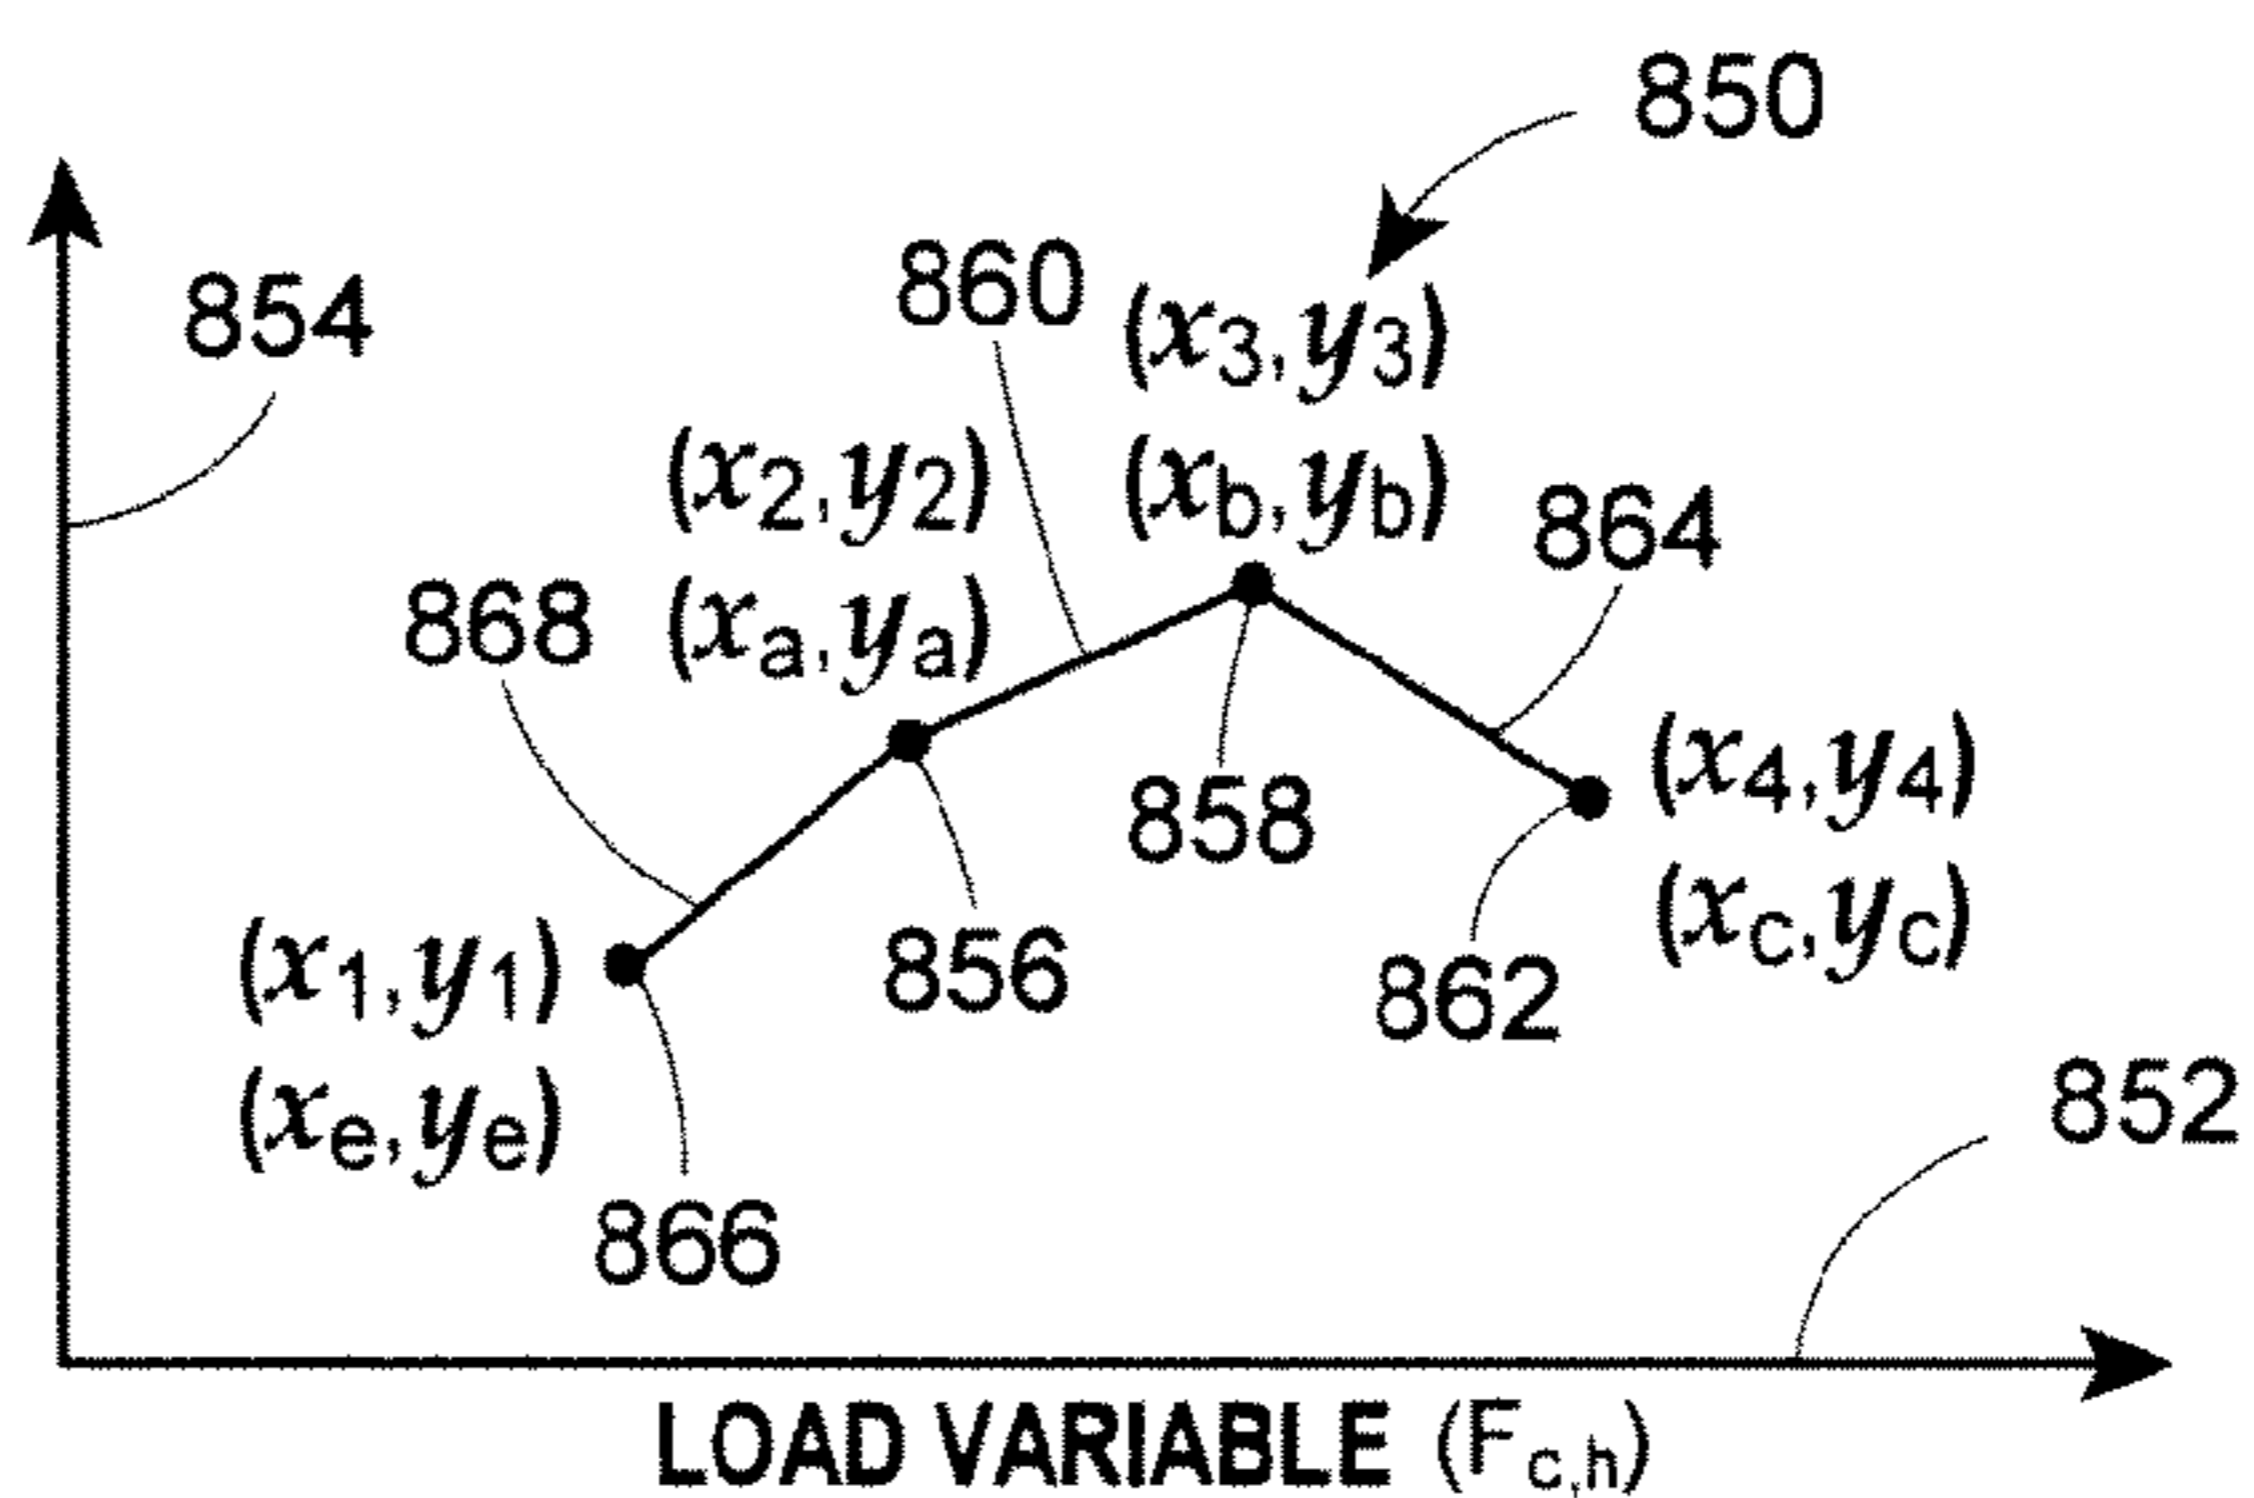 850
854
860
(x3,y3)
(x2,y2)
(xb,yb)
864
868
(xa,ya)
858
(x4,y4)
(xc,yc)
(x1,y1)
856
862
(xe,ye)
852
866
LOAD VARIABLE (Fc,h)